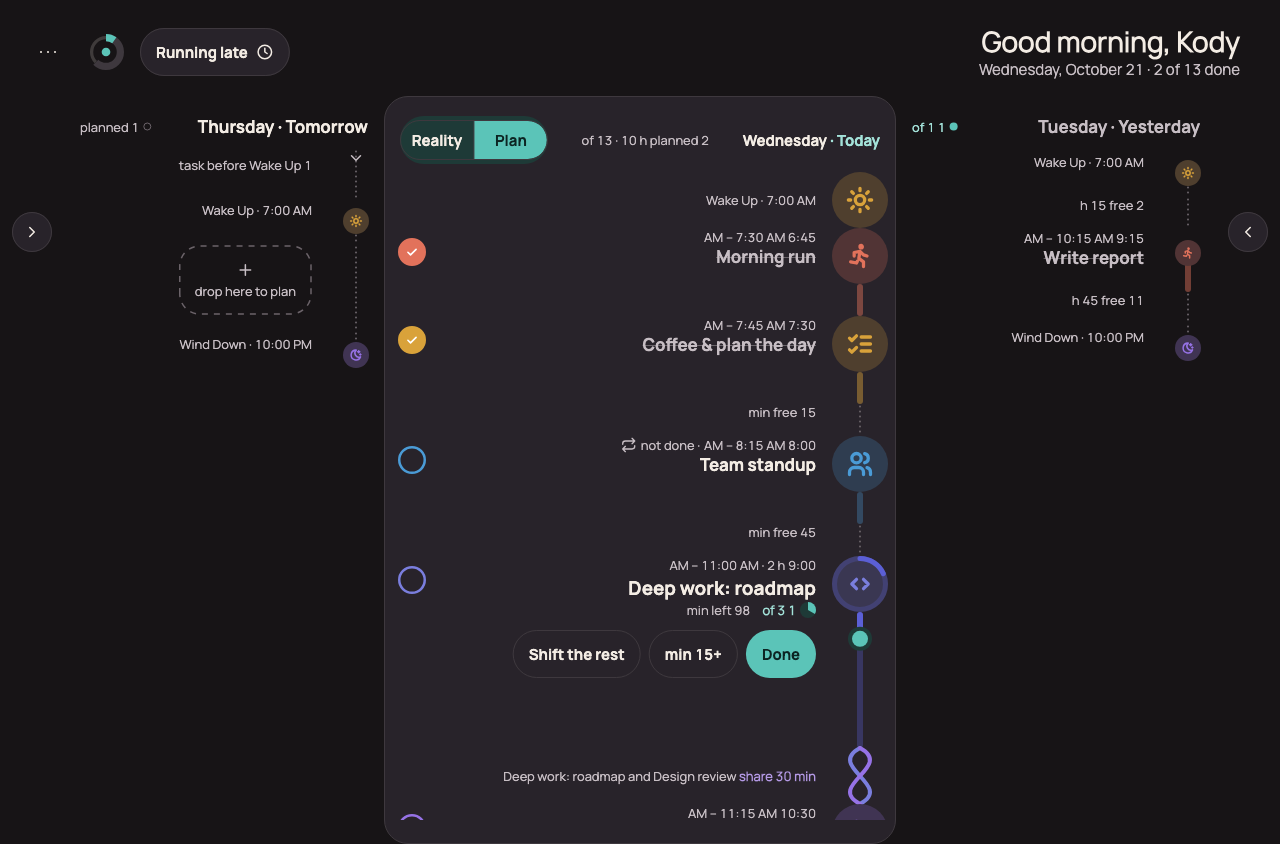 Running late
Good morning, Kody
Wednesday, October 21 · 2 of 13 done
planned 1
Thursday · Tomorrow
task before Wake Up 1
Wake Up · 7:00 AM
drop here to plan
Wind Down · 10:00 PM
Reality
Plan
of 13 · 10 h planned 2
Wednesday · Today
Wake Up · 7:00 AM
AM – 7:30 AM 6:45
Morning run
AM – 7:45 AM 7:30
Coffee & plan the day
min free 15
not done · AM – 8:15 AM 8:00
Team standup
min free 45
AM – 11:00 AM · 2 h 9:00
Deep work: roadmap
min left 98 of 3 1
Shift the rest
min 15+
Done
Deep work: roadmap and Design review share 30 min
AM – 11:15 AM 10:30
of 1 1
Tuesday · Yesterday
Wake Up · 7:00 AM
h 15 free 2
AM – 10:15 AM 9:15
Write report
h 45 free 11
Wind Down · 10:00 PM